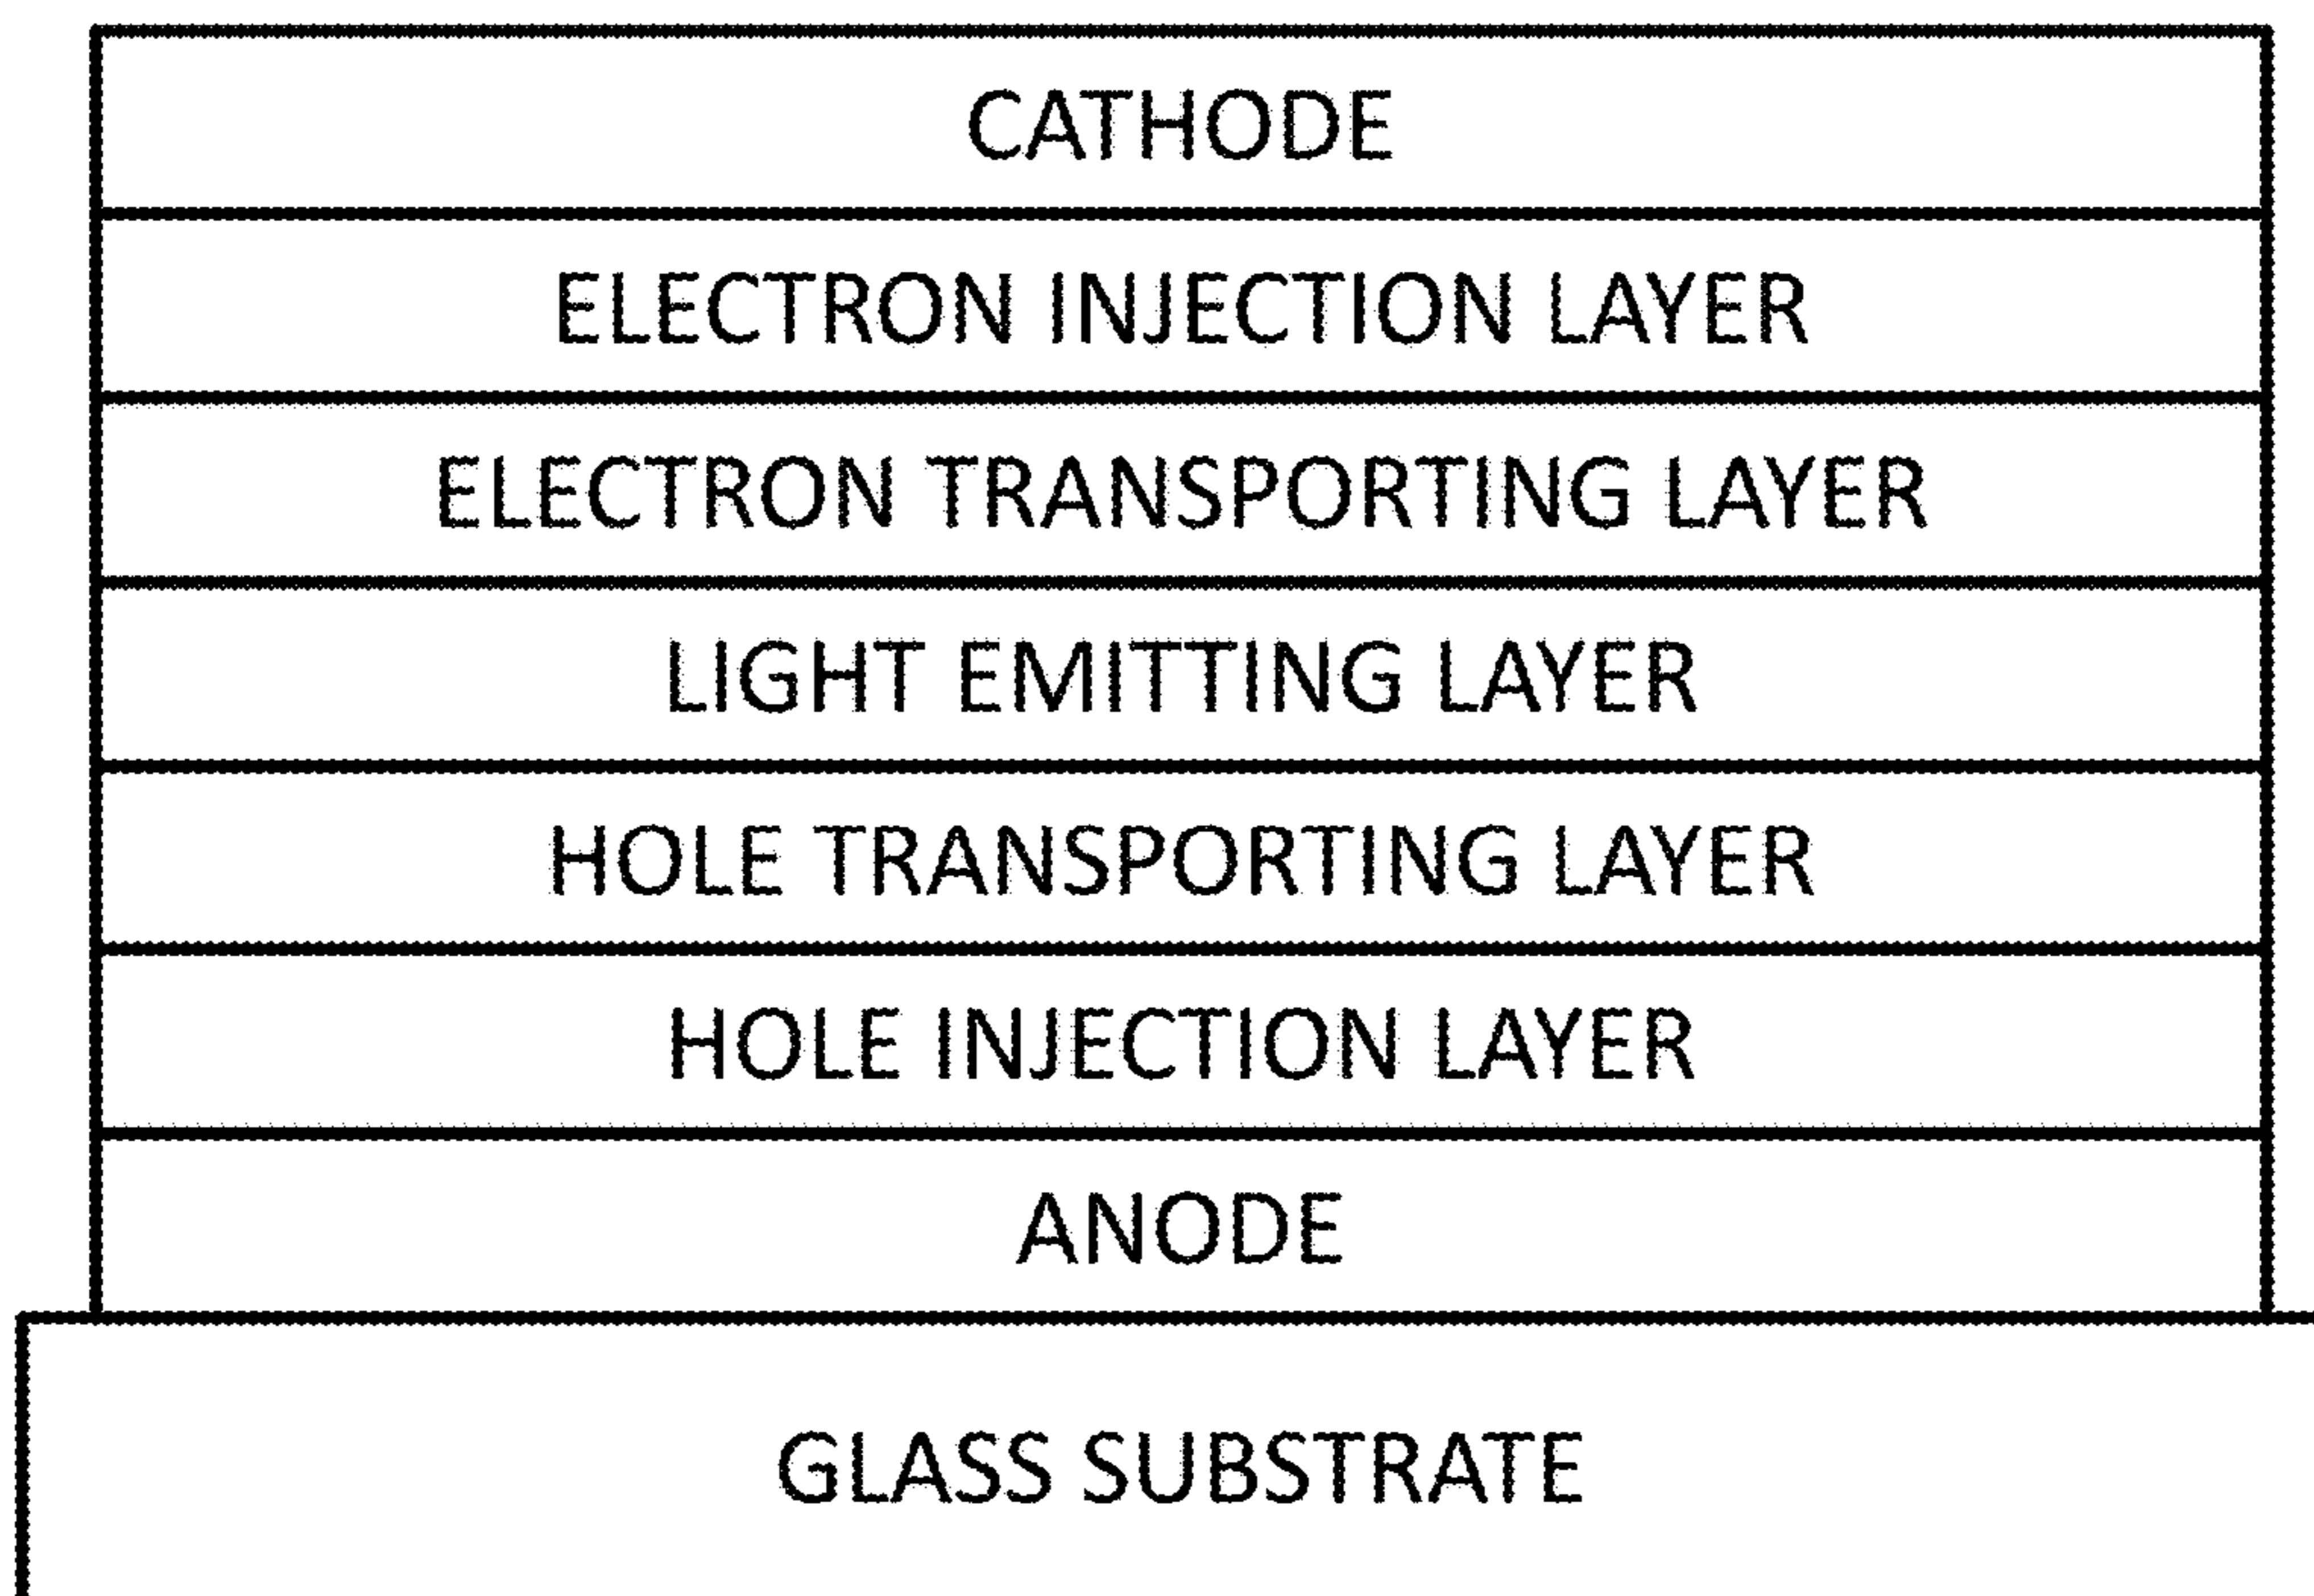 CATHODE
ELECTRON INJECTION LAYER
ELECTRON TRANSPORTING LAYER
LIGHT EMITTING LAYER
HOLE TRANSPORTING LAYER
HOLE INJECTION LAYER
ANODE
GLASS SUBSTRATE